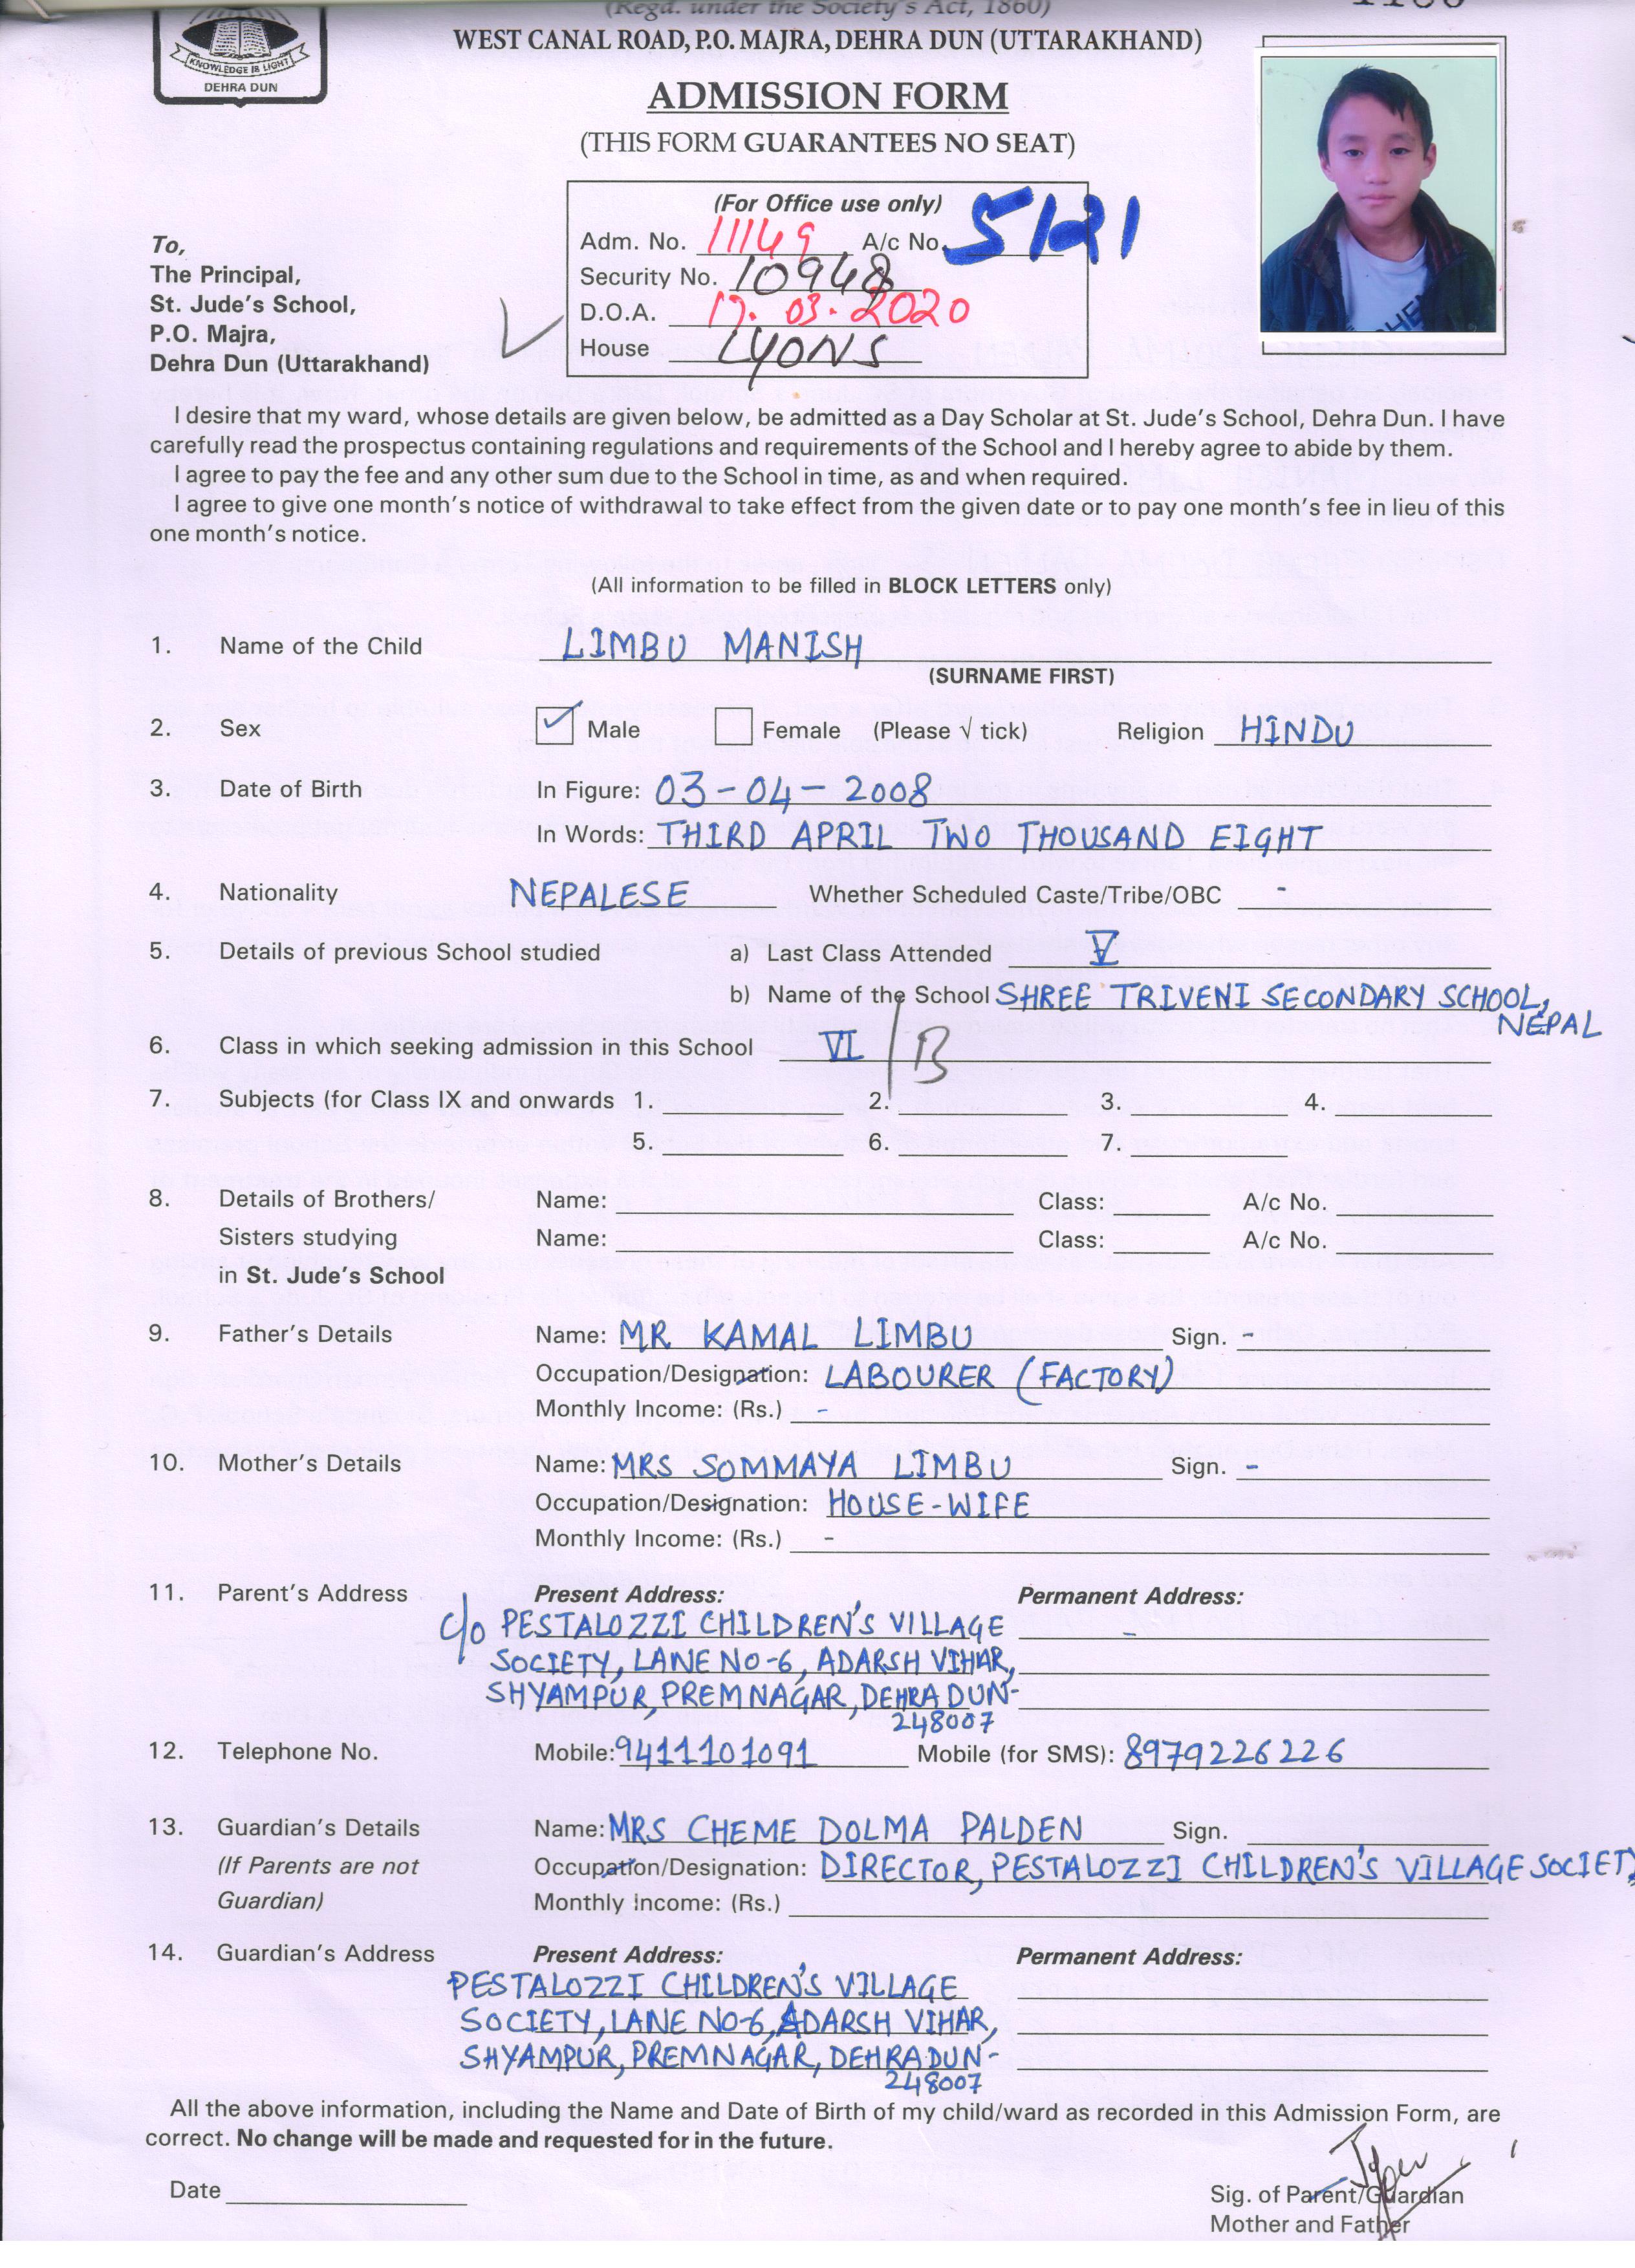 (Regd. under the Society's Act, 1860)
WEST CANAL ROAD, P.O. MAJRA, DEHRA DUN (UTTARAKHAND)
KNOWLEDGE IS LIGHT
DEHRA DUN
ADMISSION FORM
(THIS FORM GUARANTEES NO SEAT)
(For Office use only)
Adm. No. 11149 A/c No. 5121
Security No. 10948
D.O.A. 17.03.2020
House LYONS
To,
The Principal,
St. Jude's School,
P.O. Majra,
Dehra Dun (Uttarakhand)
I desire that my ward, whose details are given below, be admitted as a Day Scholar at St. Jude's School, Dehra Dun. I have
carefully read the prospectus containing regulations and requirements of the School and I hereby agree to abide by them.
I agree to pay the fee and any other sum due to the School in time, as and when required.
I agree to give one month's notice of withdrawal to take effect from the given date or to pay one month's fee in lieu of this
one month's notice.
(All information to be filled in BLOCK LETTERS only)
1. Name of the Child LIMBU MANISH
(SURNAME FIRST)
2. Sex ✓ Male Female (Please √ tick) Religion HINDU
3. Date of Birth In Figure: 03-04-2008
In Words: THIRD APRIL TWO THOUSAND EIGHT
4. Nationality NEPALESE Whether Scheduled Caste/Tribe/OBC -
5. Details of previous School studied a) Last Class Attended V
b) Name of the School SHREE TRIVENI SECONDARY SCHOOL,
NEPAL
6. Class in which seeking admission in this School VI / B
7. Subjects (for Class IX and onwards 1. 2. 3. 4.
5. 6. 7.
8. Details of Brothers/ Name: Class: A/c No.
Sisters studying Name: Class: A/c No.
in St. Jude's School
9. Father's Details Name: MR KAMAL LIMBU Sign. -
Occupation/Designation: LABOURER (FACTORY)
Monthly Income: (Rs.) -
10. Mother's Details Name: MRS SOMMAYA LIMBU Sign. -
Occupation/Designation: HOUSE-WIFE
Monthly Income: (Rs.) -
11. Parent's Address Present Address: Permanent Address:
C/o PESTALOZZI CHILDREN'S VILLAGE -
SOCIETY, LANE NO-6, ADARSH VIHAR,
SHYAMPUR, PREMNAGAR, DEHRA DUN-
248007
12. Telephone No. Mobile: 9411101091 Mobile (for SMS): 8979226226
13. Guardian's Details Name: MRS CHEME DOLMA PALDEN Sign.
(If Parents are not Occupation/Designation: DIRECTOR, PESTALOZZI CHILDREN'S VILLAGE SOCIETY
Guardian) Monthly Income: (Rs.)
14. Guardian's Address Present Address: Permanent Address:
PESTALOZZI CHILDREN'S VILLAGE
SOCIETY, LANE NO-6, ADARSH VIHAR,
SHYAMPUR, PREMNAGAR, DEHRADUN-
248007
All the above information, including the Name and Date of Birth of my child/ward as recorded in this Admission Form, are
correct. No change will be made and requested for in the future.
Date
Sig. of Parent/Guardian
Mother and Father